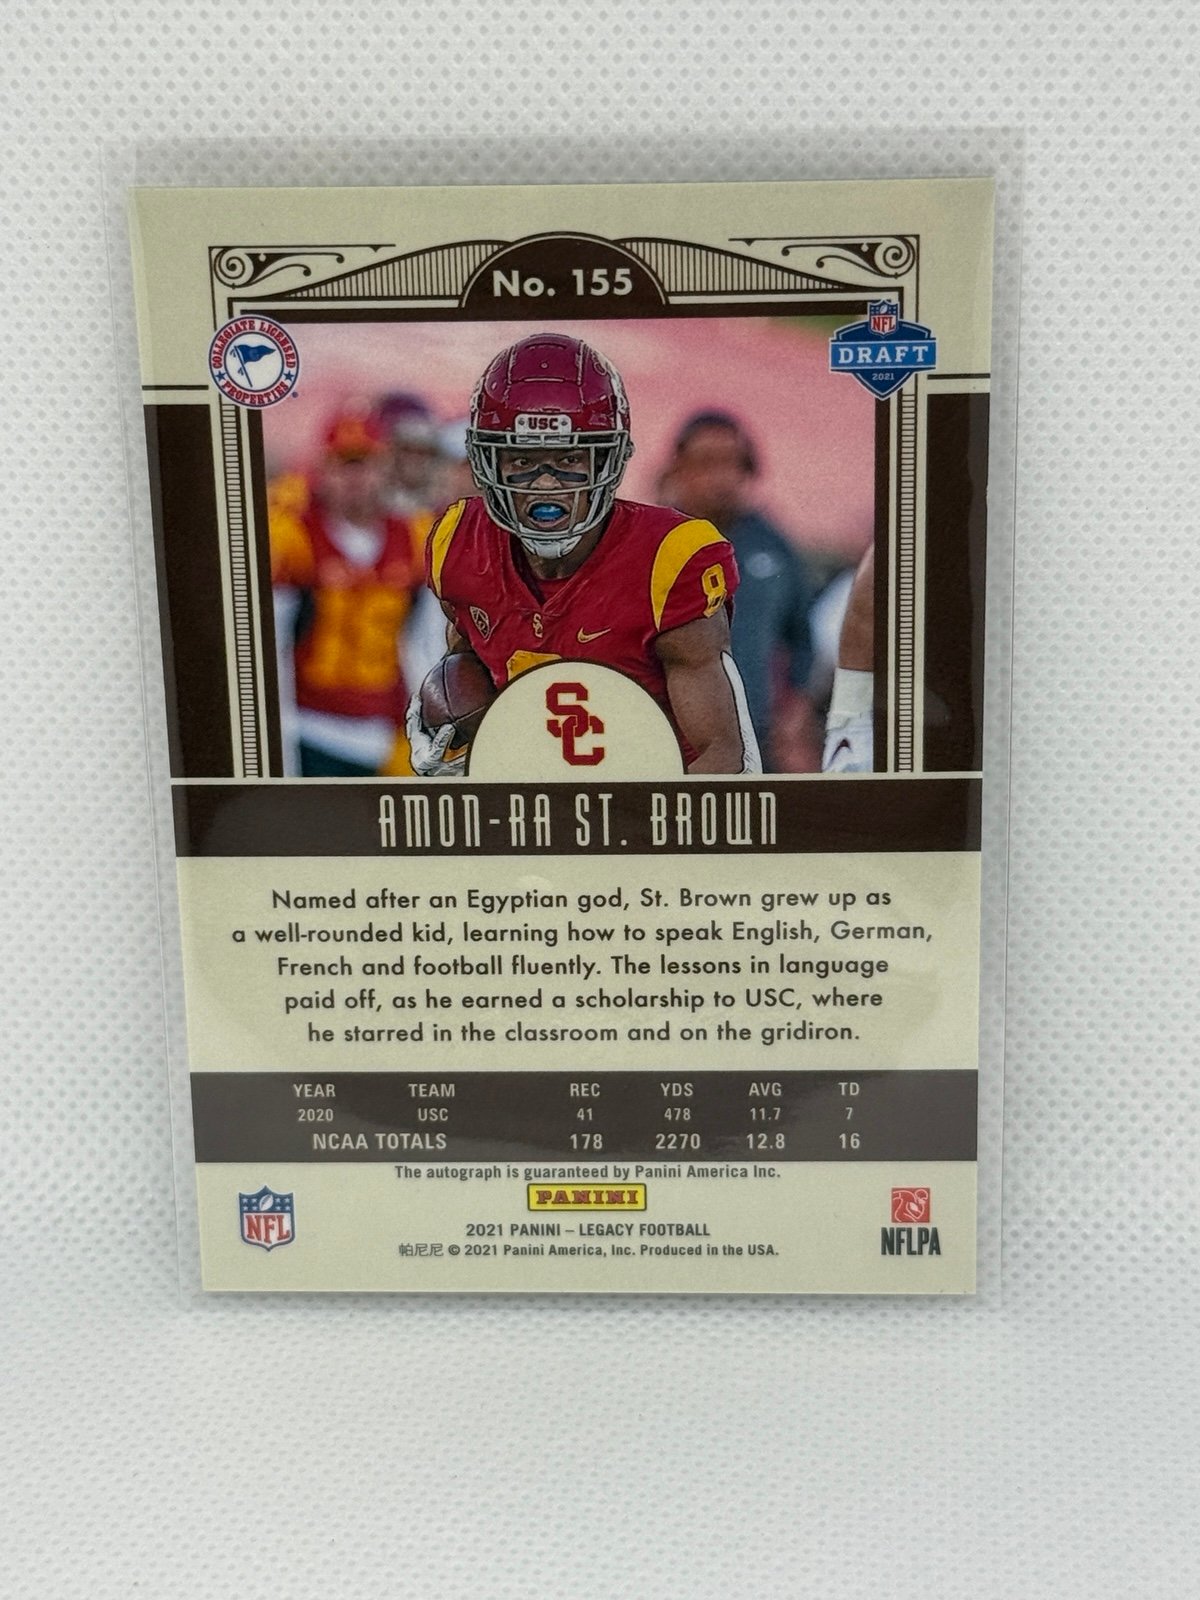 No. 155
COLLEGIATE LICENSED
PROPERTIES
NFL
DRAFT
2021
USC
8
SC
SC
AMON-RA ST. BROWN
Named after an Egyptian god, St. Brown grew up as
a well-rounded kid, learning how to speak English, German,
French and football fluently. The lessons in language
paid off, as he earned a scholarship to USC, where
he starred in the classroom and on the gridiron.
YEAR TEAM REC YDS AVG TD
2020 USC 41 478 11.7 7
NCAA TOTALS 178 2270 12.8 16
The autograph is guaranteed by Panini America Inc.
PANINI
NFL
2021 PANINI – LEGACY FOOTBALL
帕尼尼 © 2021 Panini America, Inc. Produced in the USA.
NFLPA